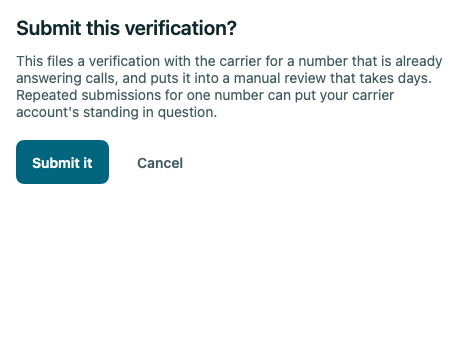 Submit this verification?
This files a verification with the carrier for a number that is already
answering calls, and puts it into a manual review that takes days.
Repeated submissions for one number can put your carrier
account's standing in question.
Submit it
Cancel